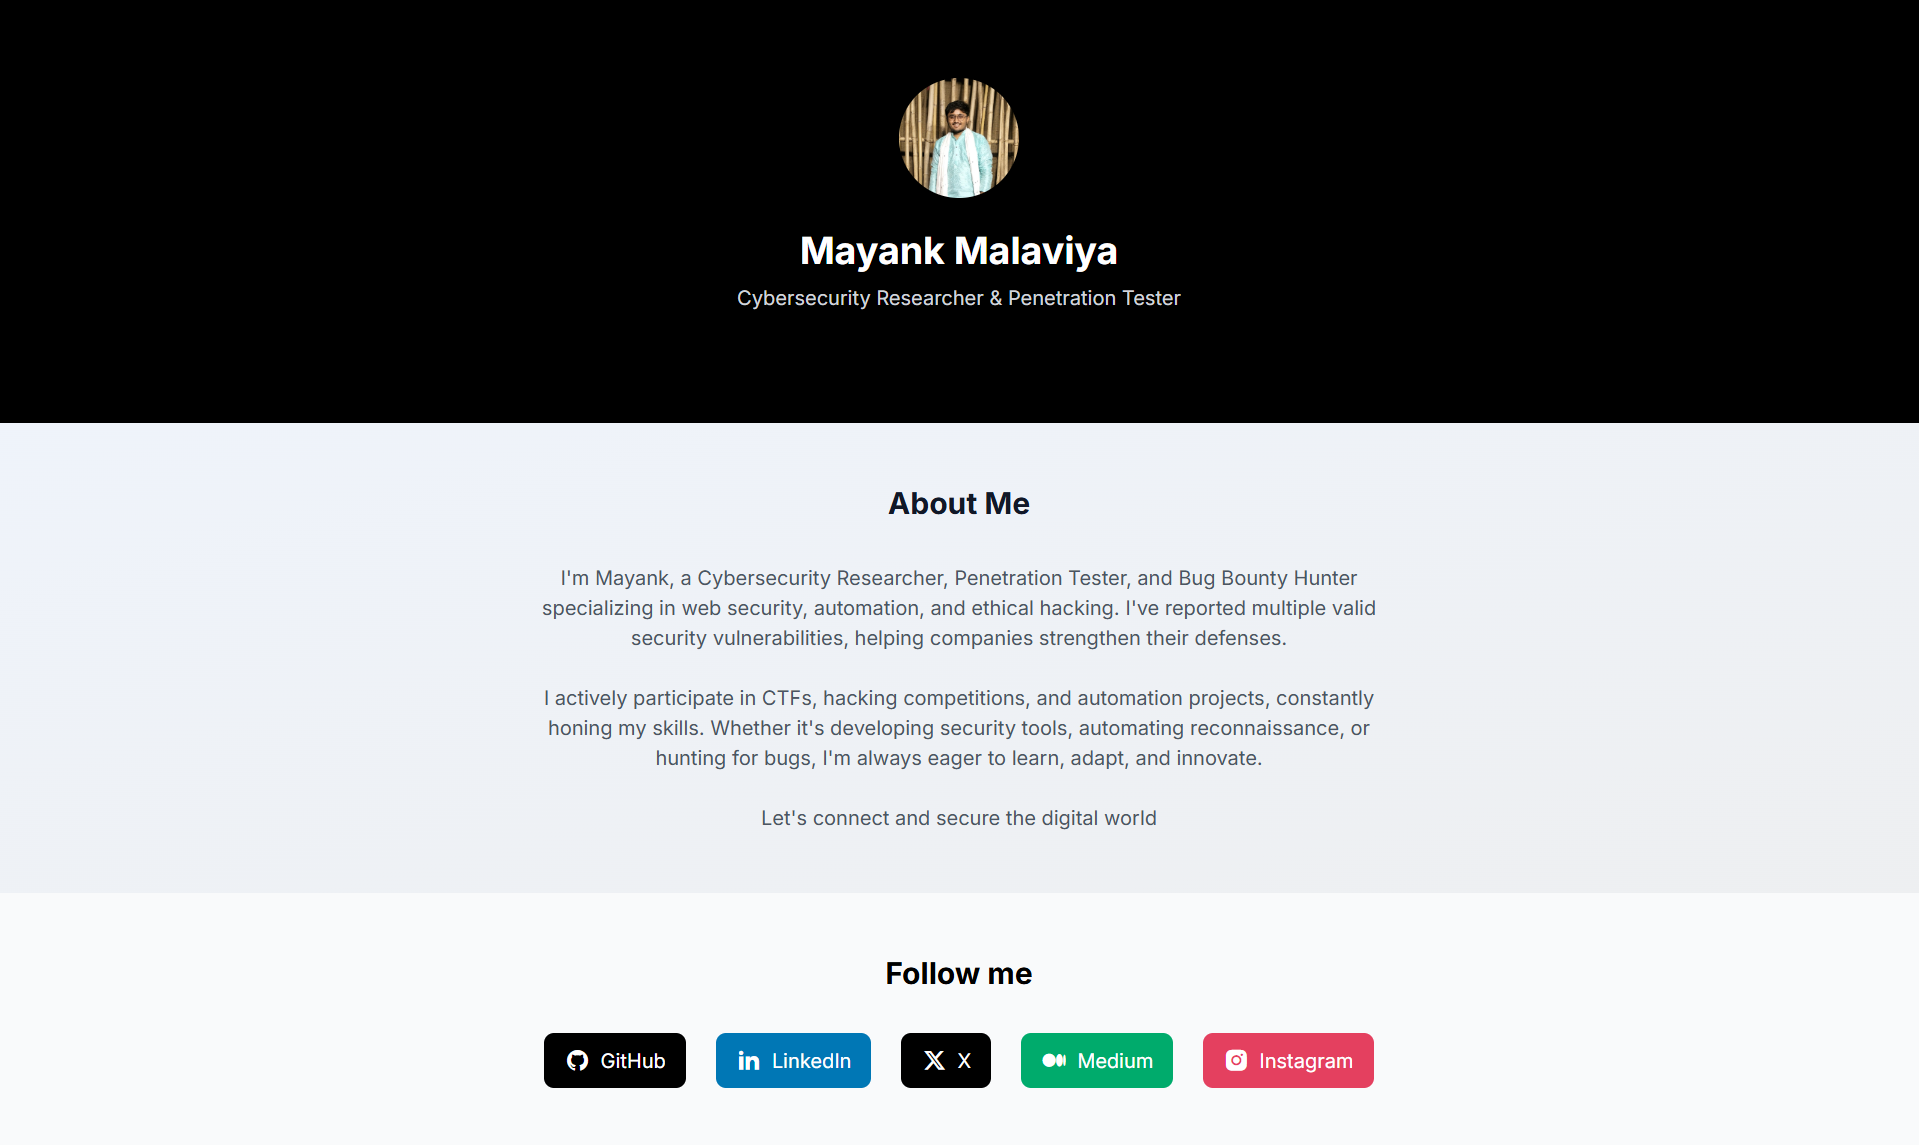 Mayank Malaviya
Cybersecurity Researcher & Penetration Tester
About Me
I'm Mayank, a Cybersecurity Researcher, Penetration Tester, and Bug Bounty Hunter
specializing in web security, automation, and ethical hacking. I've reported multiple valid
security vulnerabilities, helping companies strengthen their defenses.
I actively participate in CTFs, hacking competitions, and automation projects, constantly
honing my skills. Whether it's developing security tools, automating reconnaissance, or
hunting for bugs, I'm always eager to learn, adapt, and innovate.
Let's connect and secure the digital world
Follow me
GitHub
LinkedIn
X
Medium
Instagram